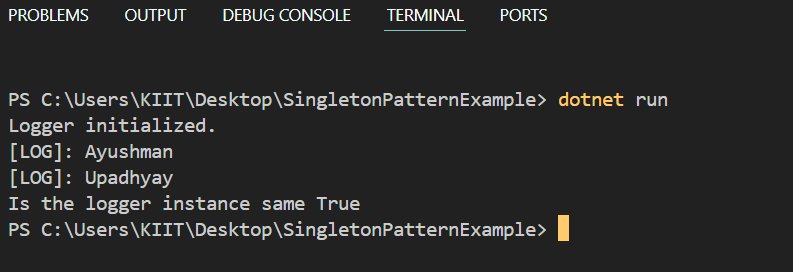 PROBLEMS OUTPUT DEBUG CONSOLE TERMINAL PORTS
PS C:\Users\KIIT\Desktop\SingletonPatternExample> dotnet run
Logger initialized.
[LOG]: Ayushman
[LOG]: Upadhyay
Is the logger instance same True
PS C:\Users\KIIT\Desktop\SingletonPatternExample>